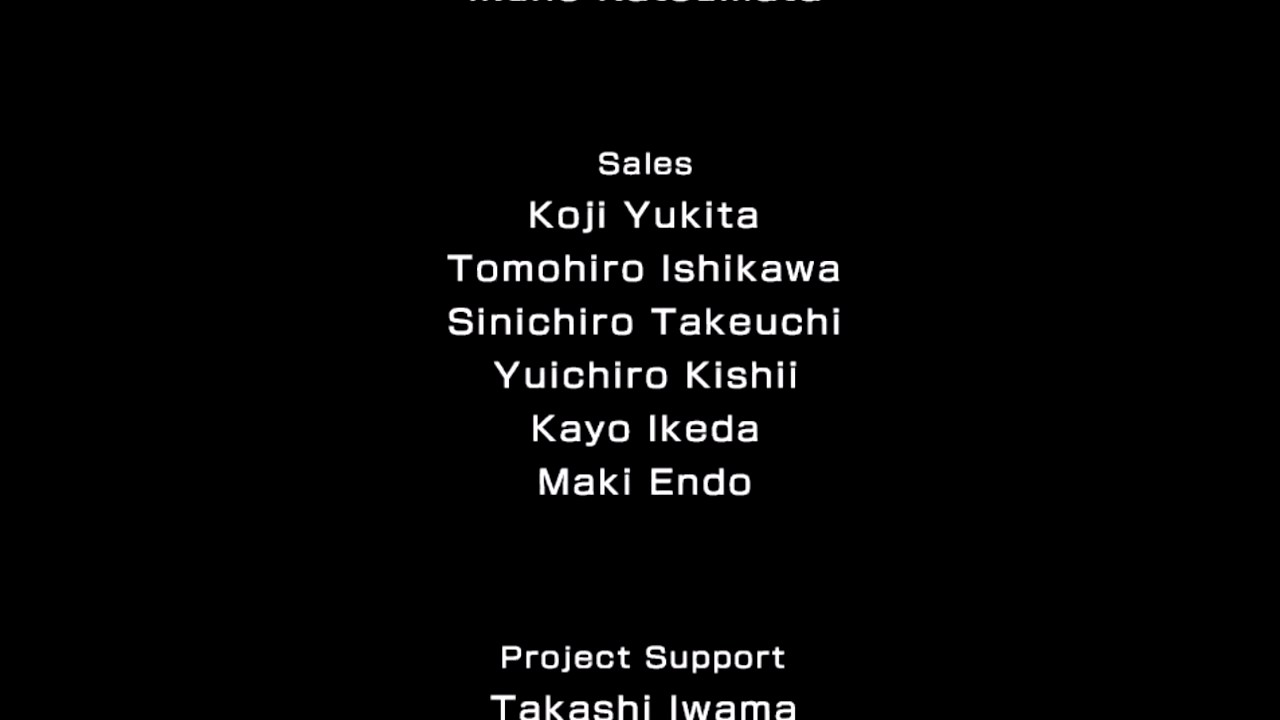 Sales
Koji Yukita
Tomohiro Ishikawa
Sinichiro Takeuchi
Yuichiro Kishii
Kayo Ikeda
Maki Endo
Project Support
Takashi Iwama